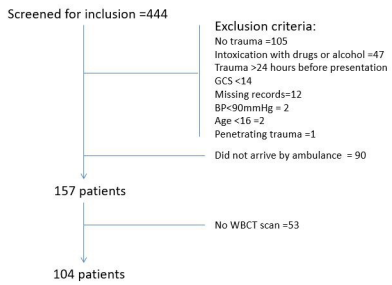 Screened for inclusion =444
Exclusion criteria:
No trauma =105
Intoxication with drugs or alcohol =47
Trauma >24 hours before presentation
GCS <14
Missing records=12
BP<90mmHg = 2
Age <16 =2
Penetrating trauma =1
Did not arrive by ambulance = 90
157 patients
No WBCT scan =53
104 patients